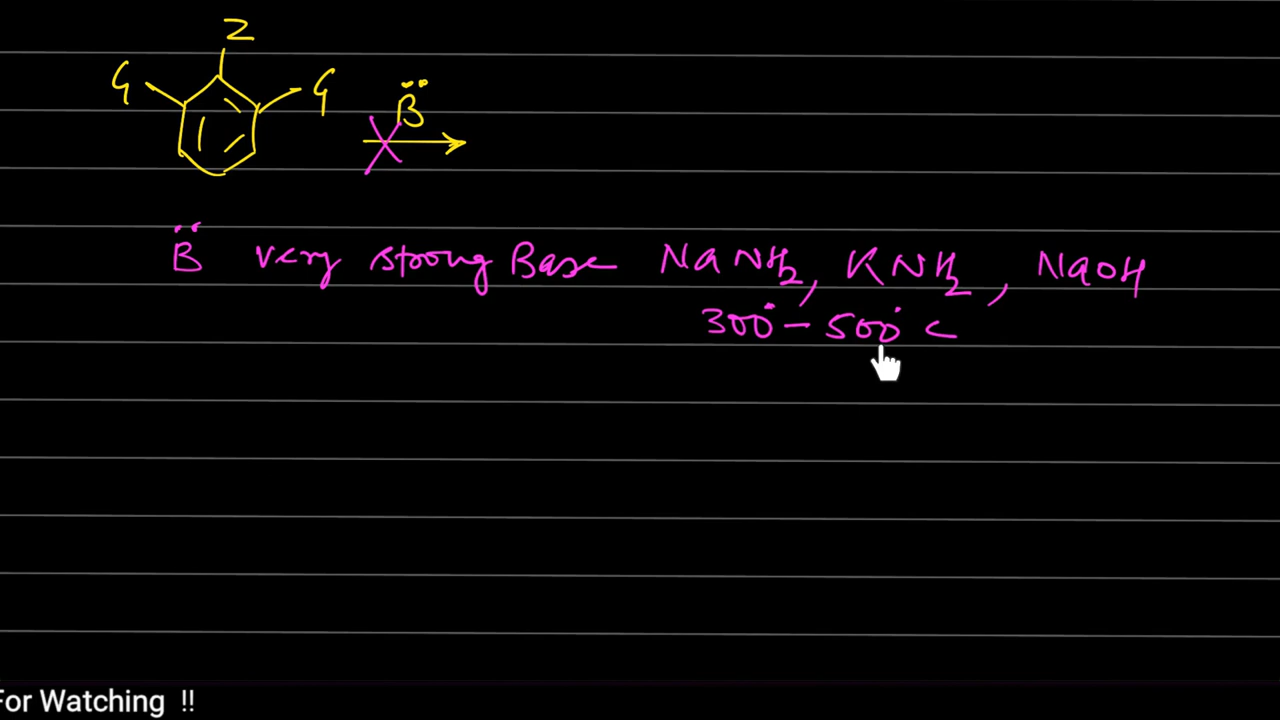 Z
G G
B̈
B̈ very strong Base NaNH₂, KNH₂, NaOH
300° - 500° C
For Watching !!